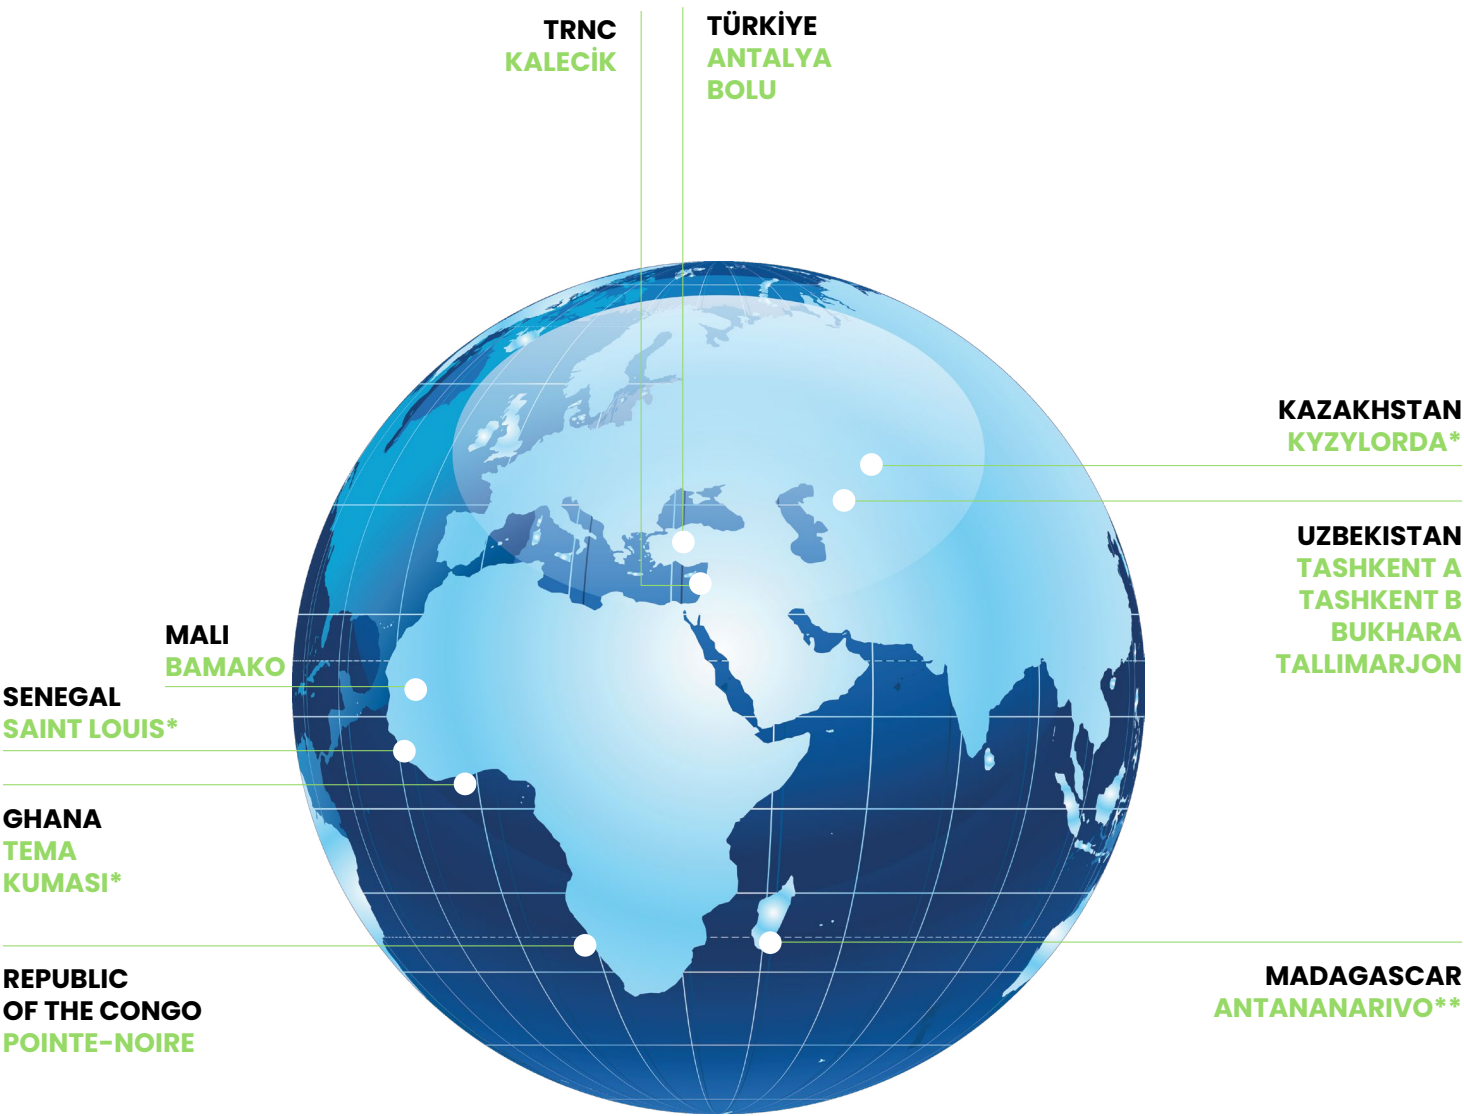 TRNC
KALECİK
TÜRKİYE
ANTALYA
BOLU
KAZAKHSTAN
KYZYLORDA*
UZBEKISTAN
TASHKENT A
TASHKENT B
BUKHARA
TALLIMARJON
MALI
BAMAKO
SENEGAL
SAINT LOUIS*
GHANA
TEMA
KUMASI*
REPUBLIC
OF THE CONGO
POINTE-NOIRE
MADAGASCAR
ANTANANARIVO**